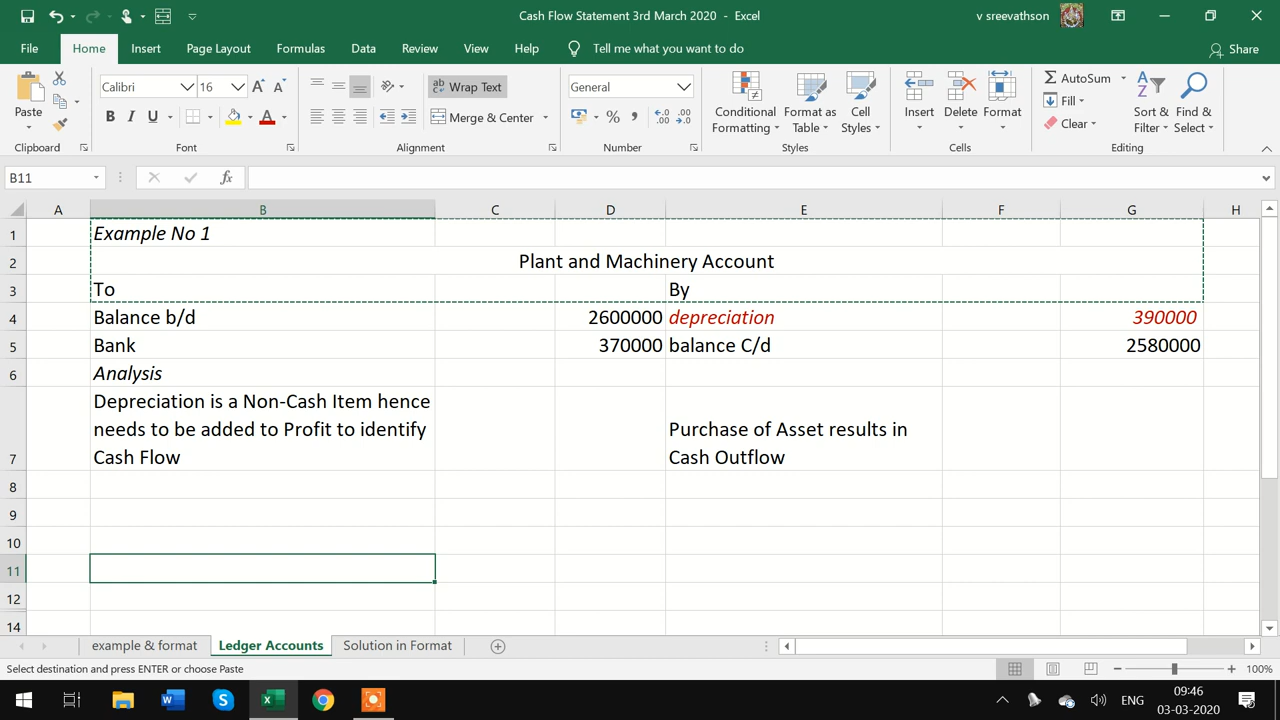 Cash Flow Statement 3rd March 2020 - Excel
v sreevathson
File Home Insert Page Layout Formulas Data Review View Help Tell me what you want to do Share
Paste
Calibri 16
B I U A
Wrap Text
Merge & Center
General
Conditional Formatting
Format as Table
Cell Styles
Insert Delete Format
AutoSum
Fill
Clear
Sort & Filter
Find & Select
Clipboard Font Alignment Number Styles Cells Editing
B11 fx
A B C D E F G H
1 Example No 1
2 Plant and Machinery Account
3 To By
4 Balance b/d 2600000 depreciation 390000
5 Bank 370000 balance C/d 2580000
6 Analysis
Depreciation is a Non-Cash Item hence
needs to be added to Profit to identify Purchase of Asset results in
7 Cash Flow Cash Outflow
8
9
10
11
12
14
example & format Ledger Accounts Solution in Format
Select destination and press ENTER or choose Paste 100%
ENG 09:46
03-03-2020